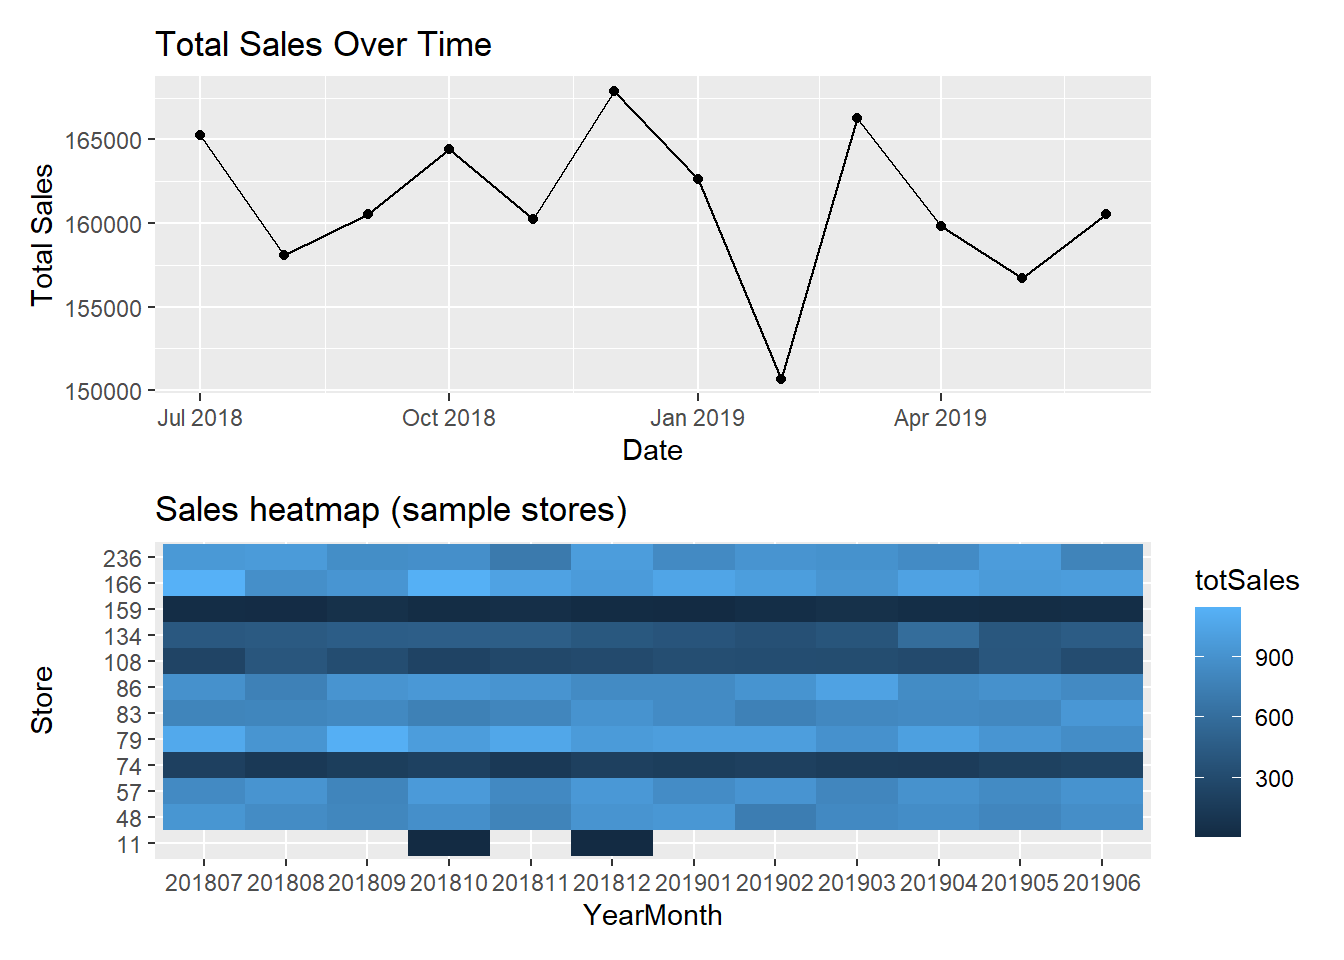 Total Sales Over Time
Total Sales
165000
160000
155000
150000
Jul 2018 Oct 2018 Jan 2019 Apr 2019
Date
Sales heatmap (sample stores)
Store
236
166
159
134
108
86
83
79
74
57
48
11
201807 201808 201809 201810 201811 201812 201901 201902 201903 201904 201905 201906
YearMonth
totSales
900
600
300